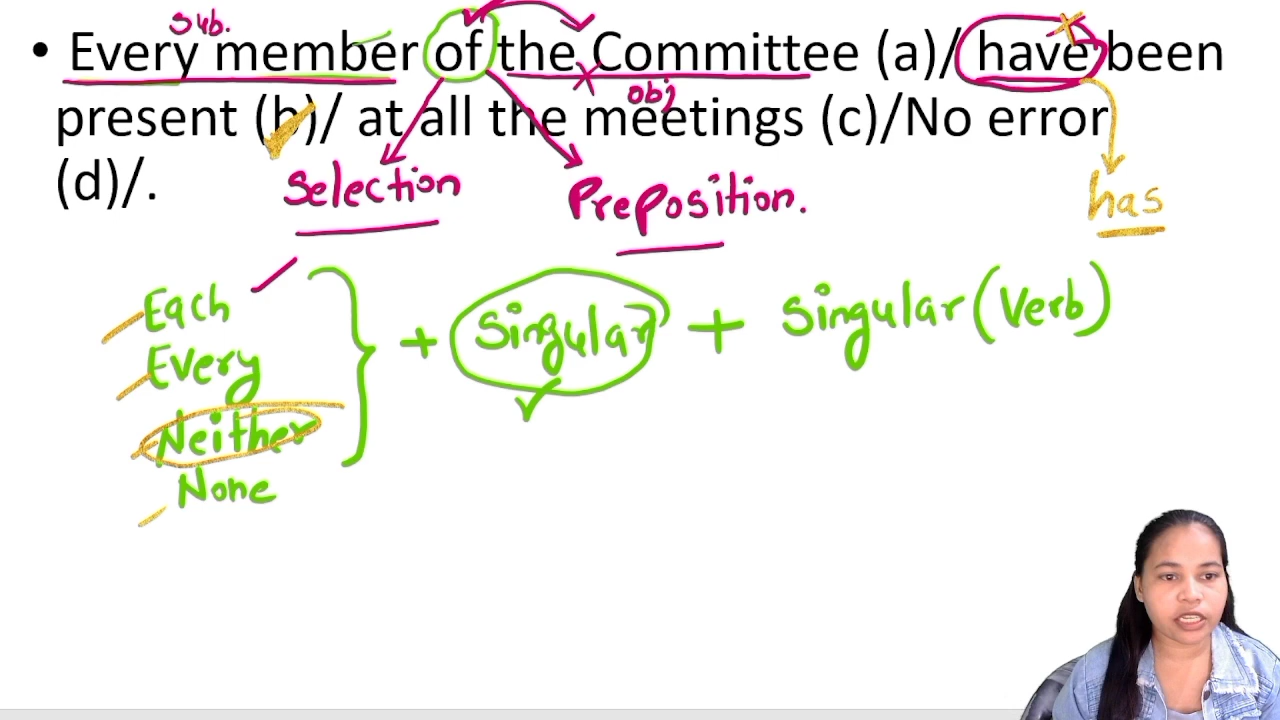 Sub.
• Every member of the Committee (a)/ have been
obj
present (b)/ at all the meetings (c)/No error
(d)/.
Selection
Preposition.
has
Each
Every
Neither
None
+ Singular + Singular (Verb)